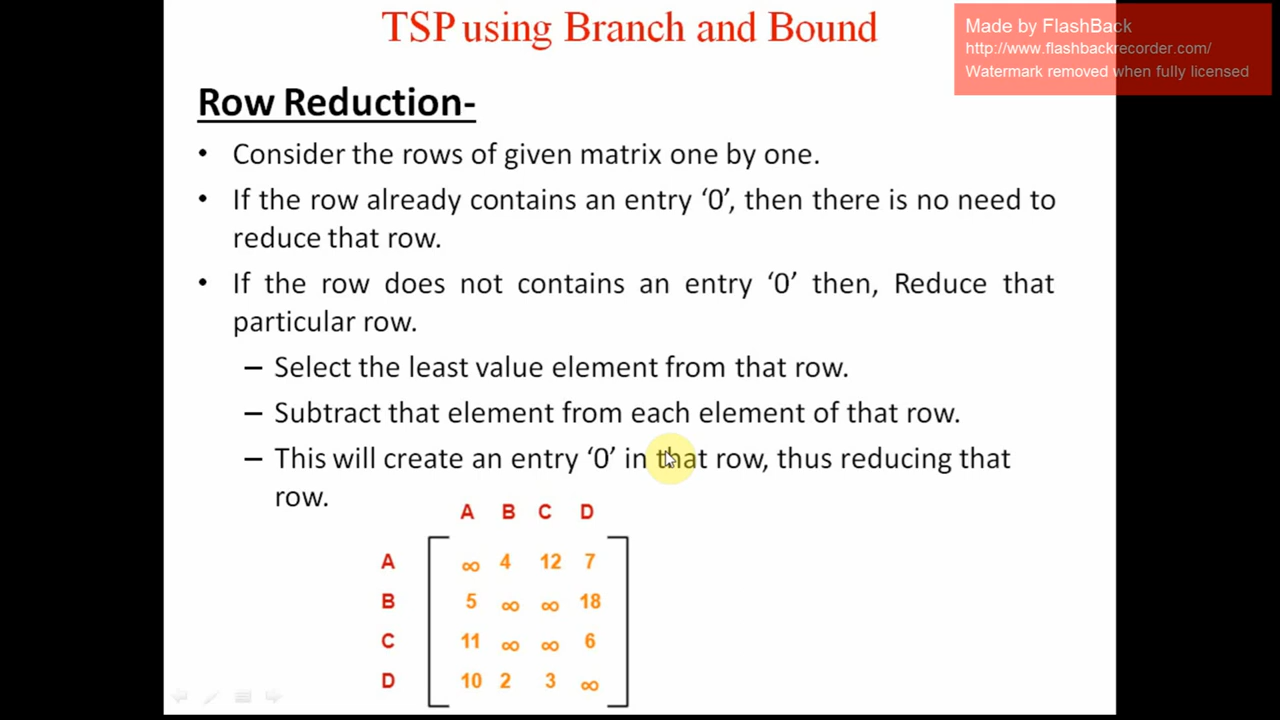 TSP using Branch and Bound
Made by FlashBack
http://www.flashbackrecorder.com/
Watermark removed when fully licensed
Row Reduction-
• Consider the rows of given matrix one by one.
• If the row already contains an entry ‘0’, then there is no need to
reduce that row.
• If the row does not contains an entry ‘0’ then, Reduce that
particular row.
– Select the least value element from that row.
– Subtract that element from each element of that row.
– This will create an entry ‘0’ in that row, thus reducing that
row.
A B C D
A ∞ 4 12 7
B 5 ∞ ∞ 18
C 11 ∞ ∞ 6
D 10 2 3 ∞